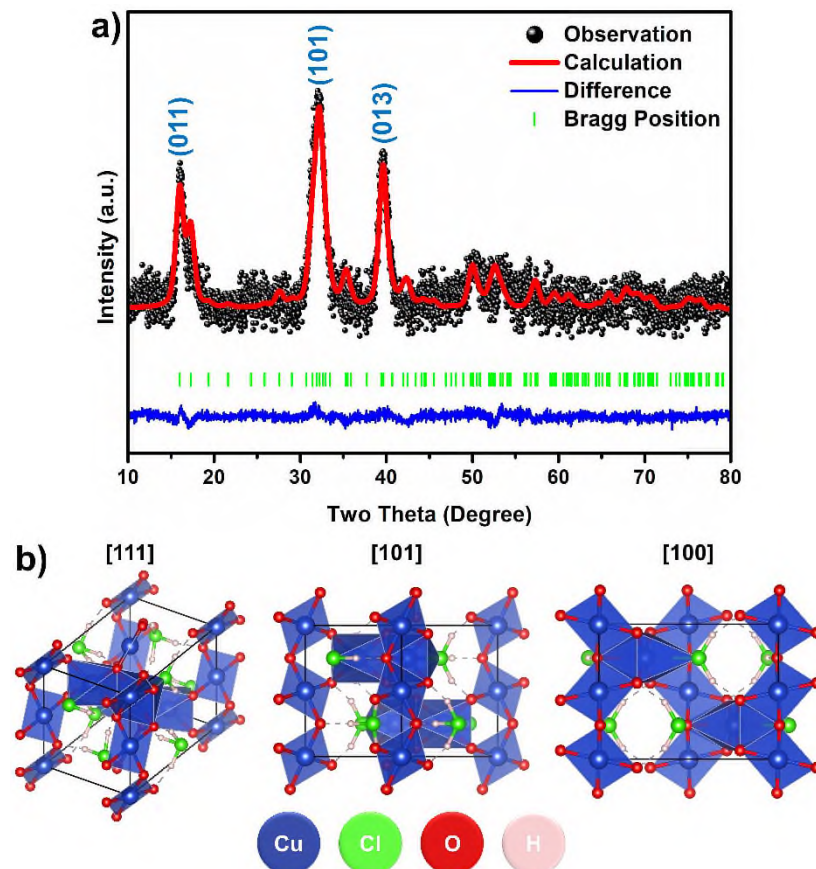 a)
Observation
Calculation
Difference
Bragg Position
(011)
(101)
(013)
Intensity (a.u.)
10 20 30 40 50 60 70 80
Two Theta (Degree)
b)
[111] [101] [100]
Cu Cl O H